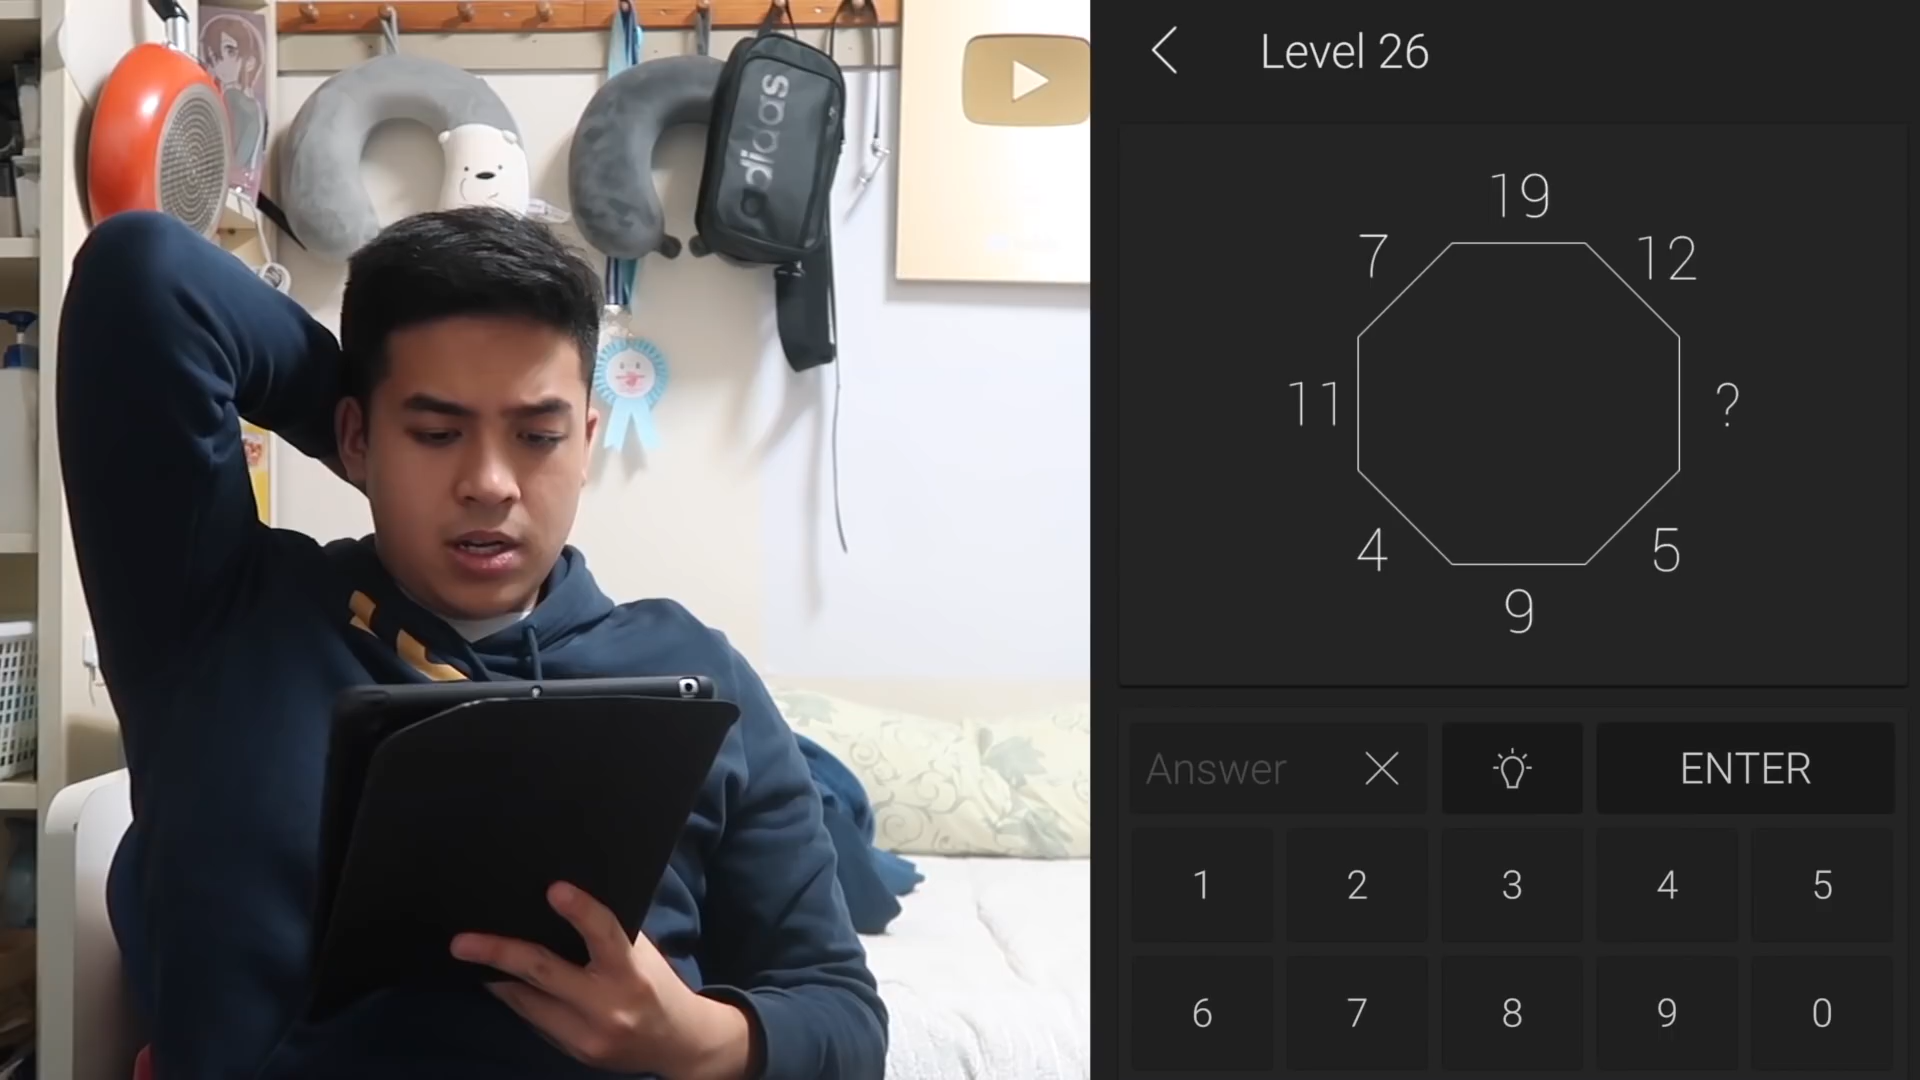 adidas
Level 26
19
7
12
11
?
4
5
9
Answer
ENTER
1 2 3 4 5
6 7 8 9 0